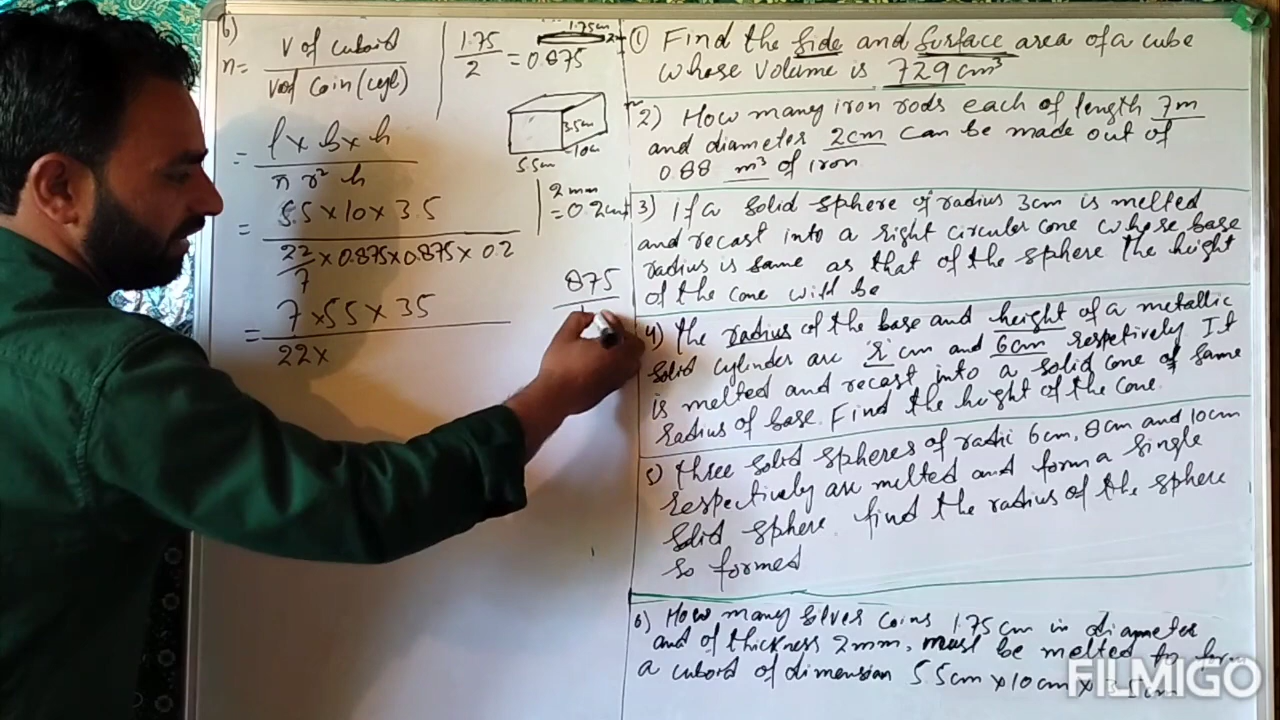 6)
n= V of cuboid
Vof Coin (cyl)
= l x b x h
π r² h
= 5.5 x 10 x 3.5
22/7 x 0.875 x 0.875 x 0.2
= 7 x 55 x 35
22 x
1.75/2 = 0.875
1.75cm
3.5cm
10cm
5.5cm
2mm
= 0.2cm
875
① Find the side and surface area of a cube
whose volume is 729 cm³
2) How many iron rods each of length 7m
and diameter 2cm can be made out of
0.88 m³ of iron
3) If a solid sphere of radius 3cm is melted
and recast into a right circular cone whose base
radius is same as that of the sphere the height
of the cone will be
4) the radius of the base and height of a metallic
solid cylinder are r cm and 6cm respetively It
is melted and recast into a solid cone of same
radius of base. Find the height of the cone.
5) three solid spheres of radii 6cm, 8cm and 10cm
respectively are melted and form a single
solid sphere. find the radius of the sphere
so formed
6) How many silver coins 1.75 cm in diameter
and of thickness 2mm, must be melted to form
a cuboid of dimension 5.5cm x 10cm x 3.5cm
FILMIGO